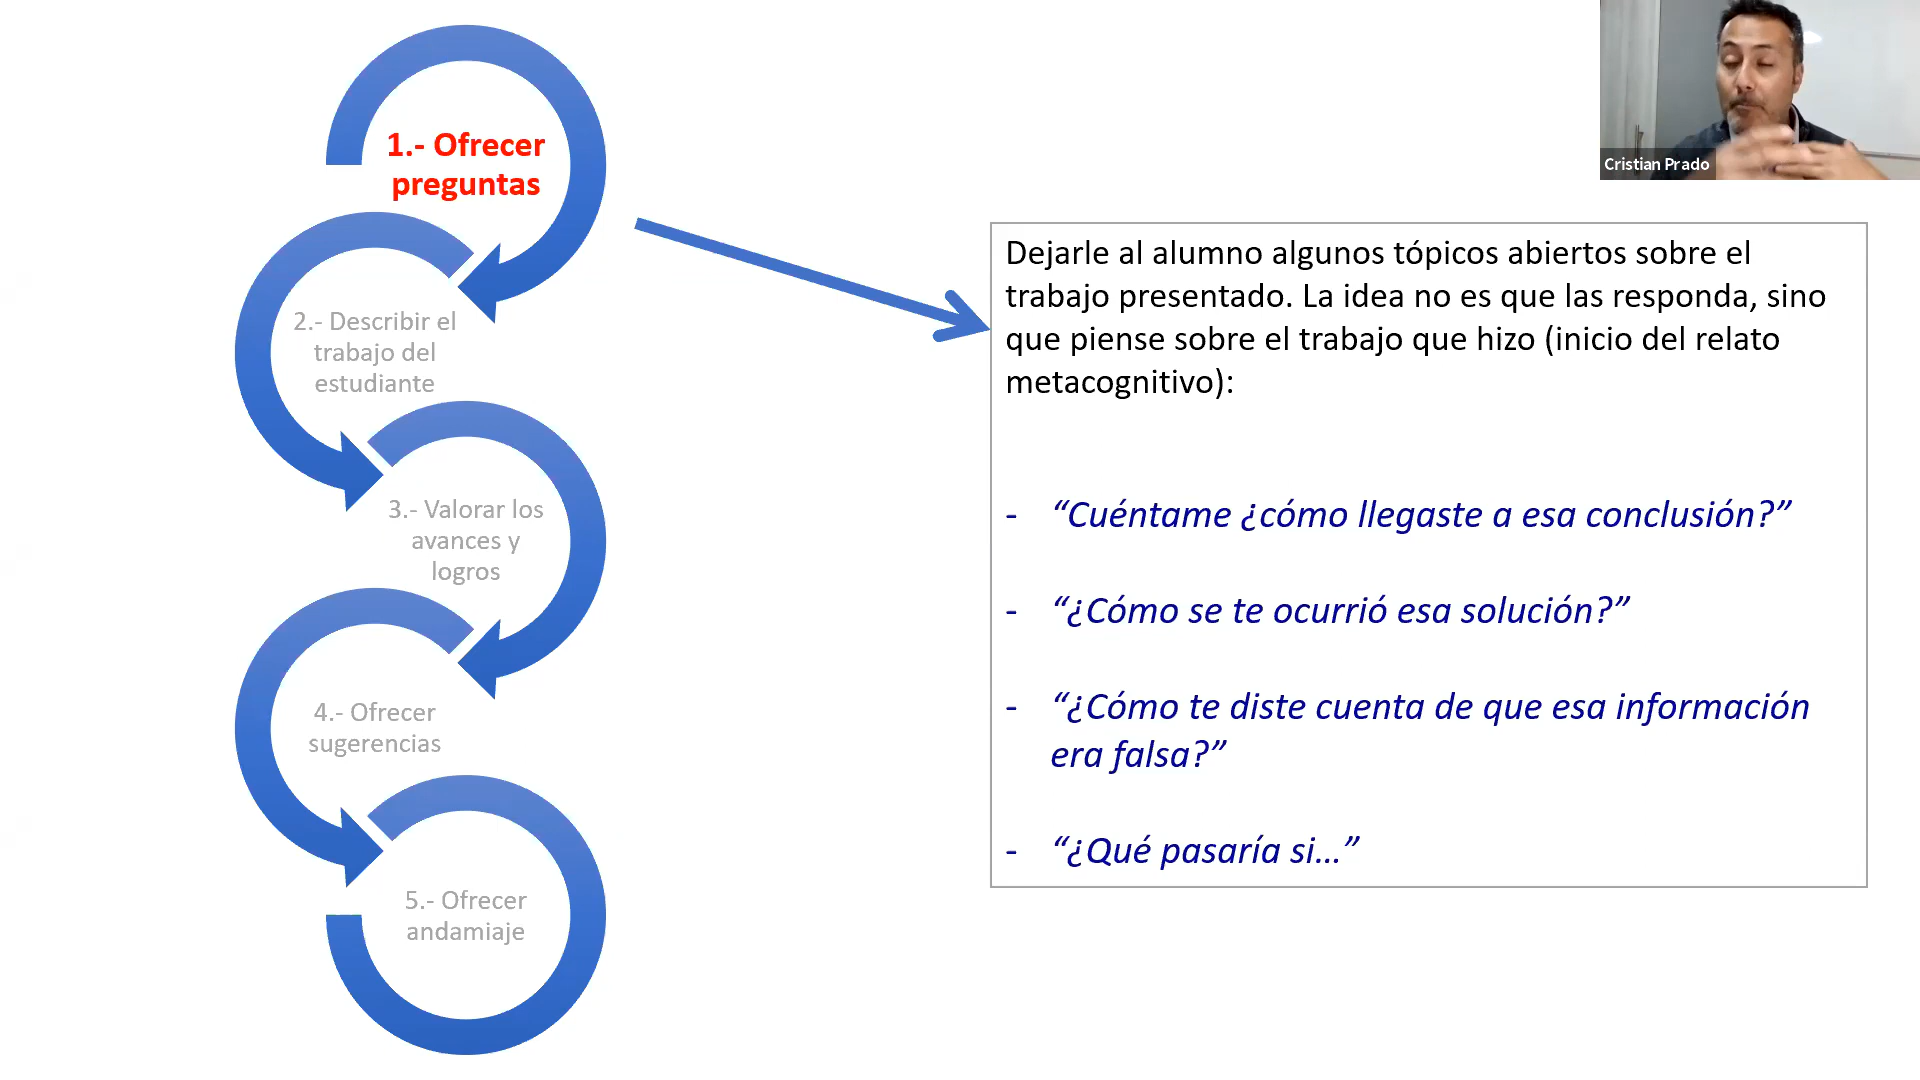 1.- Ofrecer
preguntas
2.- Describir el
trabajo del
estudiante
3.- Valorar los
avances y
logros
4.- Ofrecer
sugerencias
5.- Ofrecer
andamiaje
Cristian Prado
Dejarle al alumno algunos tópicos abiertos sobre el
trabajo presentado. La idea no es que las responda, sino
que piense sobre el trabajo que hizo (inicio del relato
metacognitivo):
- “Cuéntame ¿cómo llegaste a esa conclusión?”
- “¿Cómo se te ocurrió esa solución?”
- “¿Cómo te diste cuenta de que esa información
era falsa?”
- “¿Qué pasaría si...”